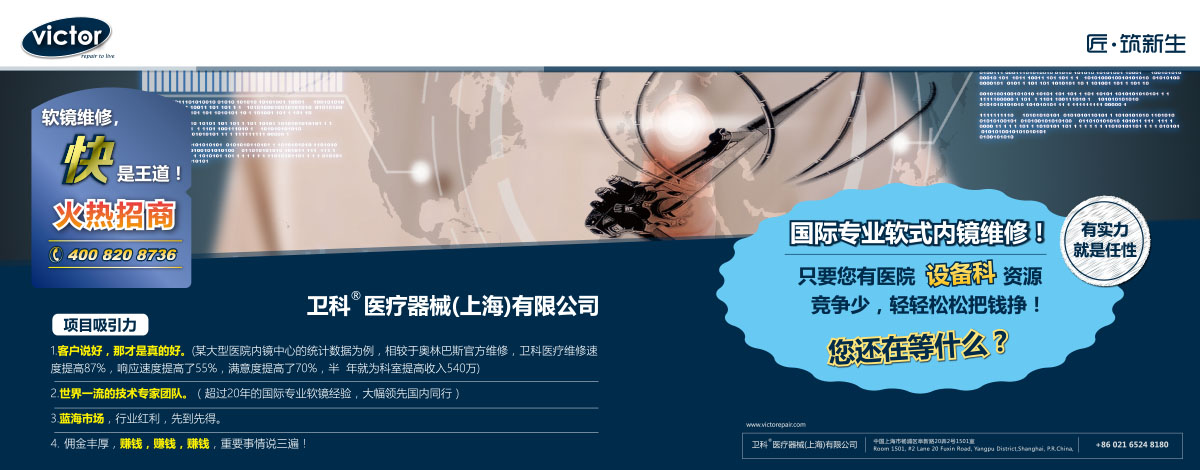 victor
repair to live
匠·筑新生
软镜维修,
快是王道！
火热招商
400 820 8736
国际专业软式内镜维修！
有实力
就是任性
只要您有医院 设备科 资源
竞争少，轻轻松松把钱挣！
您还在等什么？
卫科®医疗器械(上海)有限公司
项目吸引力
1.客户说好，那才是真的好。(某大型医院内镜中心的统计数据为例，相较于奥林巴斯官方维修，卫科医疗维修速
度提高87%，响应速度提高了55%，满意度提高了70%，半 年就为科室提高收入540万)
2.世界一流的技术专家团队。（超过20年的国际专业软镜经验，大幅领先国内同行）
3.蓝海市场，行业红利，先到先得。
4. 佣金丰厚，赚钱，赚钱，赚钱，重要事情说三遍！
www.victorepair.com
卫科®医疗器械(上海)有限公司
中国上海市杨浦区阜新路20弄2号1501室
Room 1501, #2 Lane 20 Fuxin Road, Yangpu District,Shanghai, P.R.China,
+86 021 6524 8180